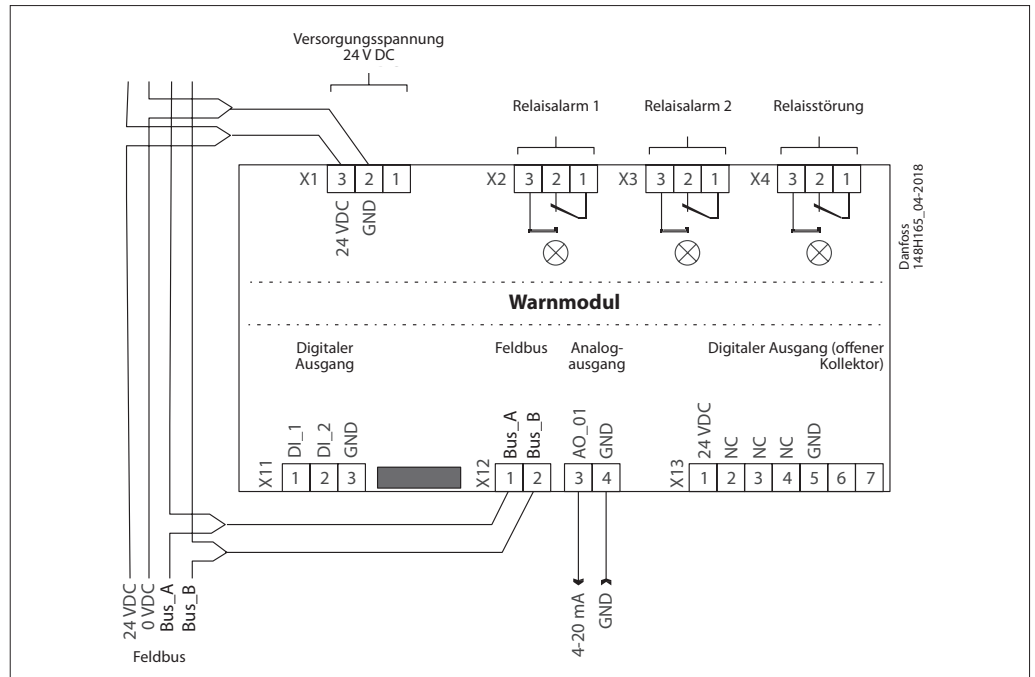 Versorgungsspannung
24 V DC
Relaisalarm 1
Relaisalarm 2
Relaisstörung
X1 3 2 1
X2 3 2 1
X3 3 2 1
X4 3 2 1
24 VDC
GND
Danfoss
148H165_04-2018
Warnmodul
Digitaler
Ausgang
Feldbus
Analog-
ausgang
Digitaler Ausgang (offener
Kollektor)
DI_1
DI_2
GND
Bus_A
Bus_B
AO_01
GND
24 VDC
NC
NC
NC
GND
X11 1 2 3
X12 1 2
3 4
X13 1 2 3 4 5 6 7
24 VDC
0 VDC
Bus_A
Bus_B
Feldbus
4-20 mA
GND